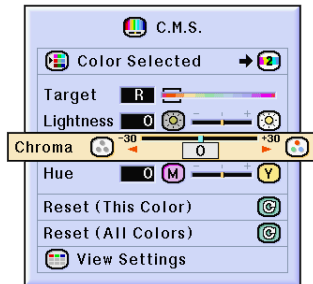 C.M.S.
Color Selected 2
Target R
Lightness 0 - +
Chroma -30 0 +30
Hue 0 M - + Y
Reset (This Color)
Reset (All Colors)
View Settings